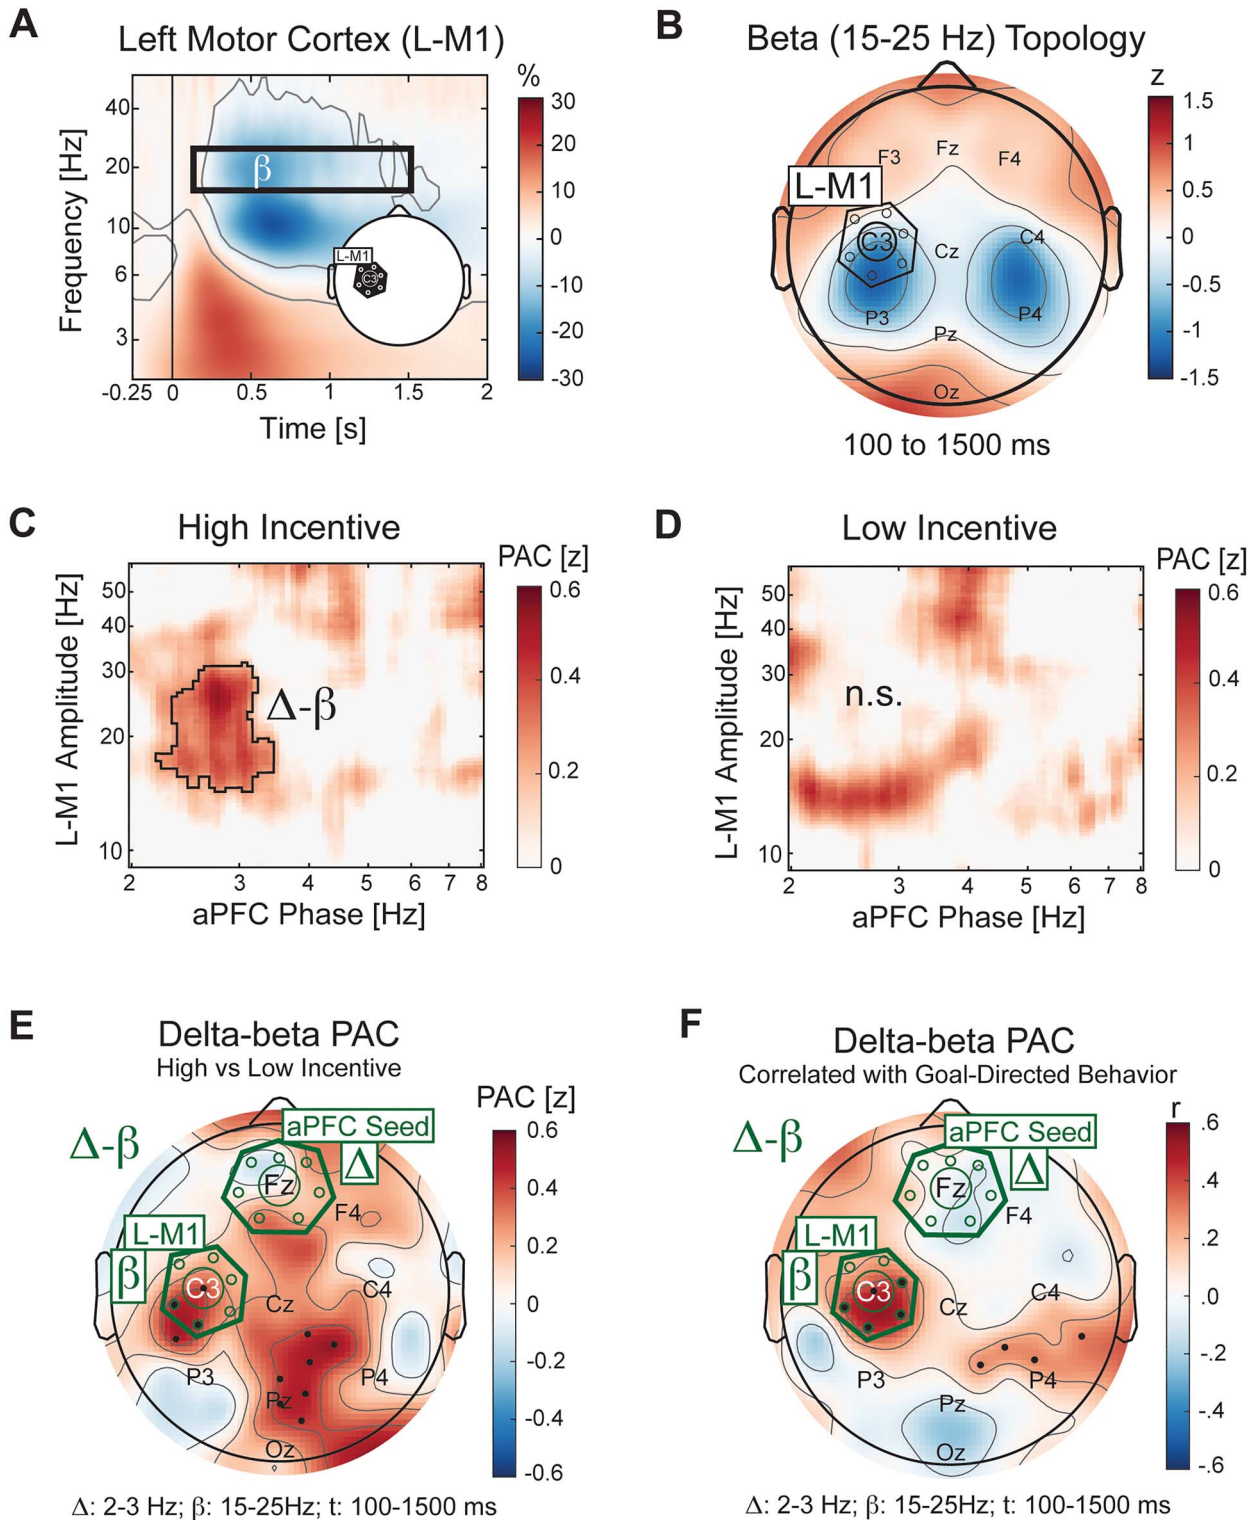 A
Left Motor Cortex (L-M1)
%
Frequency [Hz]
40
20
10
6
3
β
L-M1
C3
-0.25
0
0.5
1
1.5
2
Time [s]
30
20
10
0
-10
-20
-30
B
Beta (15-25 Hz) Topology
z
F3
Fz
F4
L-M1
C3
Cz
C4
P3
Pz
P4
Oz
100 to 1500 ms
1.5
1
0.5
0
-0.5
-1
-1.5
C
High Incentive
PAC [z]
L-M1 Amplitude [Hz]
50
40
30
20
10
Δ-β
2
3
4
5
6
7
8
aPFC Phase [Hz]
0.6
0.4
0.2
0
D
Low Incentive
PAC [z]
L-M1 Amplitude [Hz]
50
40
30
20
10
n.s.
2
3
4
5
6
7
8
aPFC Phase [Hz]
0.6
0.4
0.2
0
E
Delta-beta PAC
High vs Low Incentive
PAC [z]
Δ-β
aPFC Seed
Δ
Fz
F4
L-M1
β
C3
Cz
C4
P3
Pz
P4
Oz
0.6
0.4
0.2
0
-0.2
-0.4
-0.6
Δ: 2-3 Hz; β: 15-25Hz; t: 100-1500 ms
F
Delta-beta PAC
Correlated with Goal-Directed Behavior
r
Δ-β
aPFC Seed
Δ
Fz
F4
L-M1
β
C3
Cz
C4
P3
Pz
P4
Oz
.6
.4
.2
.0
-.2
-.4
-.6
Δ: 2-3 Hz; β: 15-25Hz; t: 100-1500 ms